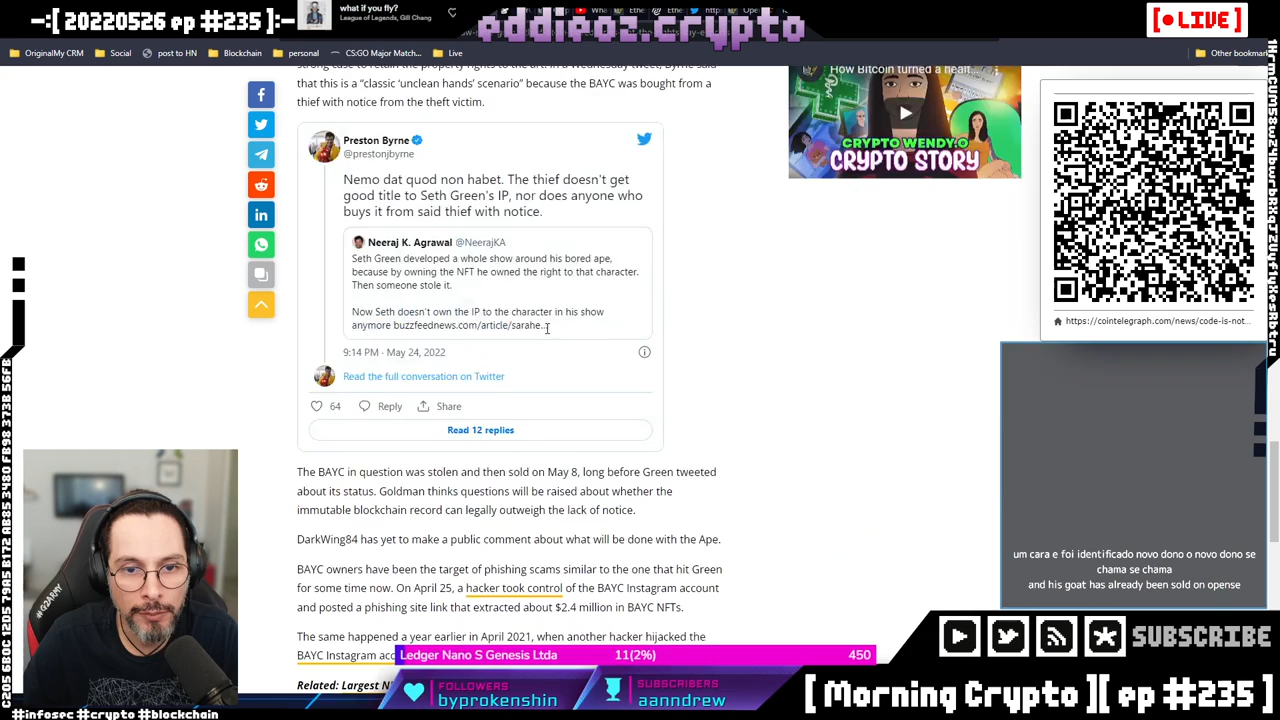 -:[ 20220526 ep #235 ]:-
what if you fly?
League of Legends, Gill Chang
eddieoz.crypto
[ LIVE ]
OriginalMy CRM
Social
post to HN
Blockchain
personal
CS:GO Major Match...
Live
Other bookmar
said
that this is a “classic ‘unclean hands’ scenario” because the BAYC was bought from a
thief with notice from the theft victim.
Preston Byrne
@prestonjbyrne
Nemo dat quod non habet. The thief doesn't get
good title to Seth Green's IP, nor does anyone who
buys it from said thief with notice.
Neeraj K. Agrawal @NeerajKA
Seth Green developed a whole show around his bored ape,
because by owning the NFT he owned the right to that character.
Then someone stole it.
Now Seth doesn't own the IP to the character in his show
anymore buzzfeednews.com/article/sarahe...
9:14 PM · May 24, 2022
Read the full conversation on Twitter
64
Reply
Share
Read 12 replies
The BAYC in question was stolen and then sold on May 8, long before Green tweeted
about its status. Goldman thinks questions will be raised about whether the
immutable blockchain record can legally outweigh the lack of notice.
DarkWing84 has yet to make a public comment about what will be done with the Ape.
BAYC owners have been the target of phishing scams similar to the one that hit Green
for some time now. On April 25, a hacker took control of the BAYC Instagram account
and posted a phishing site link that extracted about $2.4 million in BAYC NFTs.
The same happened a year earlier in April 2021, when another hacker hijacked the
BAYC Instagram acc
Related: Largest N
How Bitcoin turned a healt...
CRYPTO WENDY.O
CRYPTO STORY
https://cointelegraph.com/news/code-is-not...
um cara e foi identificado novo dono o novo dono se
chama se chama
and his goat has already been sold on opense
Ledger Nano S Genesis Ltda
11(2%)
450
FOLLOWERS
byprokenshin
SUBSCRIBERS
aanndrew
SUBSCRIBE
[ Morning Crypto ][ ep #235 ]
#infosec #crypto #blockchain